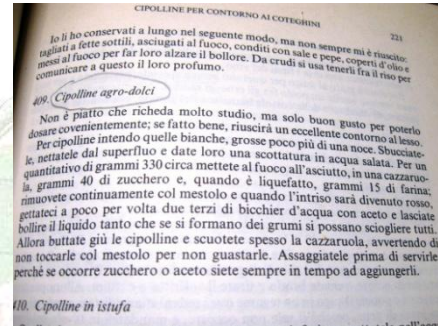 CIPOLLINE PER CONTORNO AI COTEGHINI
221
Io li ho conservati a lungo nel seguente modo, ma non sempre mi è riuscito:
tagliati a fette sottili, asciugati al fuoco, conditi con sale e pepe, coperti d'olio e
messi al fuoco per far loro alzare il bollore. Da crudi si usa tenerli fra il riso per
comunicare a questo il loro profumo.
409. Cipolline agro-dolci
Non è piatto che richeda molto studio, ma solo buon gusto per poterlo
dosare covenientemente; se fatto bene, riuscirà un eccellente contorno al lesso.
Per cipolline intendo quelle bianche, grosse poco più di una noce. Sbucciate-
le, nettatele dal superfluo e date loro una scottatura in acqua salata. Per un
quantitativo di grammi 330 circa mettete al fuoco all'asciutto, in una cazzaruo-
la, grammi 40 di zucchero e, quando è liquefatto, grammi 15 di farina;
rimuovete continuamente col mestolo e quando l'intriso sarà divenuto rosso,
gettateci a poco per volta due terzi di bicchier d'acqua con aceto e lasciate
bollire il liquido tanto che se si formano dei grumi si possano sciogliere tutti.
Allora buttate giù le cipolline e scuotete spesso la cazzaruola, avvertendo di
non toccarle col mestolo per non guastarle. Assaggiatele prima di servirle
perché se occorre zucchero o aceto siete sempre in tempo ad aggiungerli.
410. Cipolline in istufa